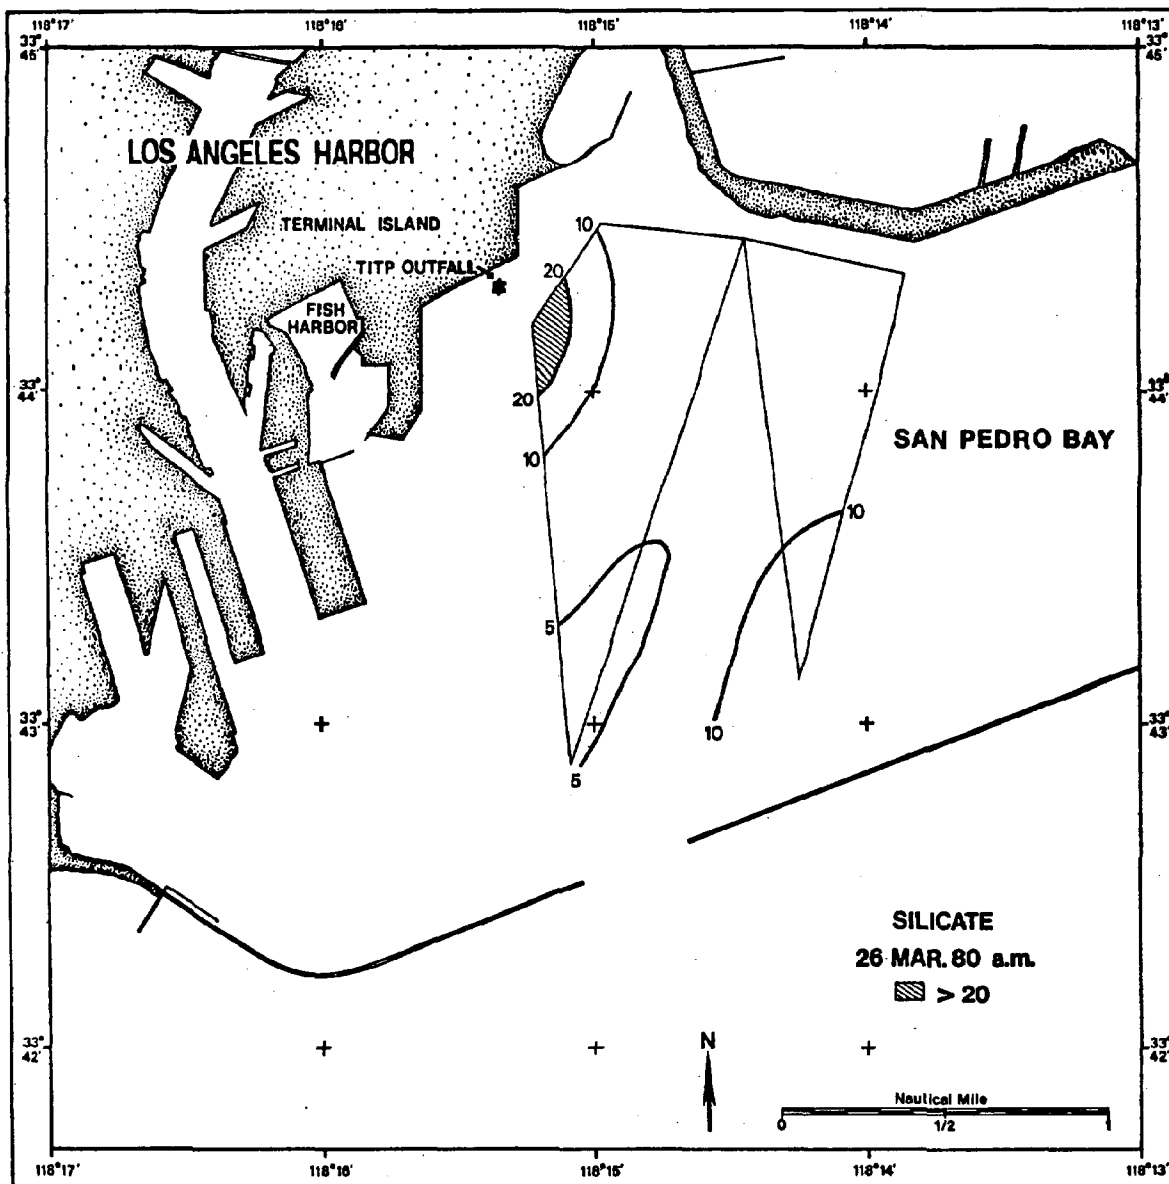 118°17' 118°16' 118°15' 118°14' 118°13'
33° 45' 33° 45'
LOS ANGELES HARBOR
TERMINAL ISLAND
10
TITP OUTFALL
20
FISH
HARBOR
33° 44' 33° 44'
20
SAN PEDRO BAY
10
10
5
33° 43' 33° 43'
10
5
SILICATE
26 MAR. 80 a.m.
> 20
33° 42' 33° 42'
N
Nautical Mile
0 1/2 1
118°17' 118°16' 118°15' 118°14' 118°13'